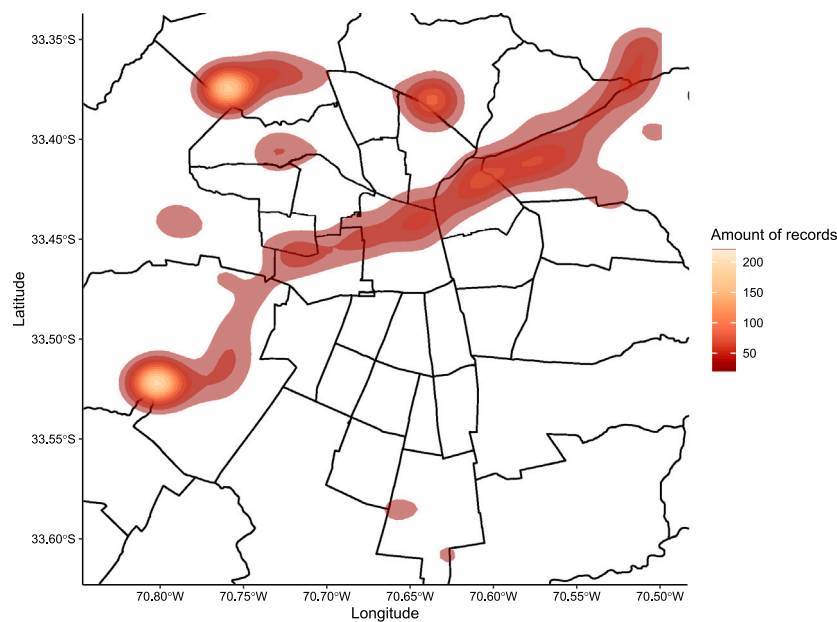 33.35°S
33.40°S
33.45°S
33.50°S
33.55°S
33.60°S
Latitude
70.80°W
70.75°W
70.70°W
70.65°W
70.60°W
70.55°W
70.50°W
Longitude
Amount of records
200
150
100
50